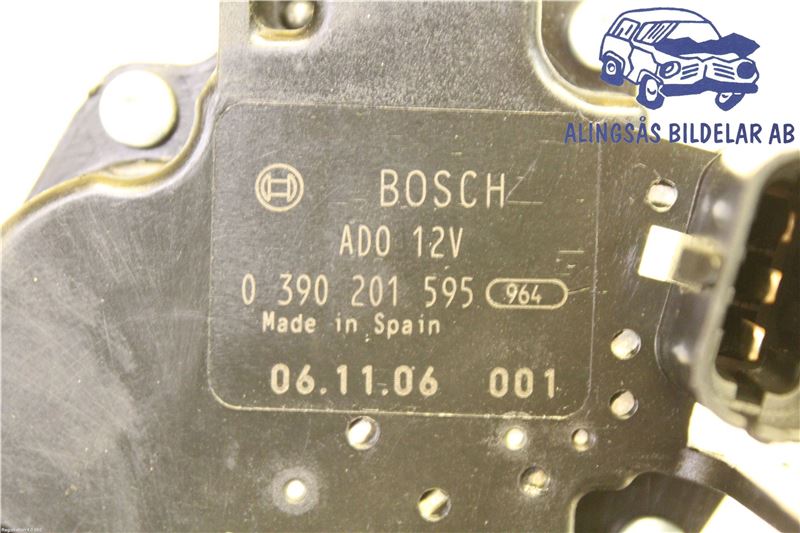 ALINGSÅS BILDELAR AB
BOSCH
ADO 12V
0 390 201 595 964
Made in Spain
06.11.06 001